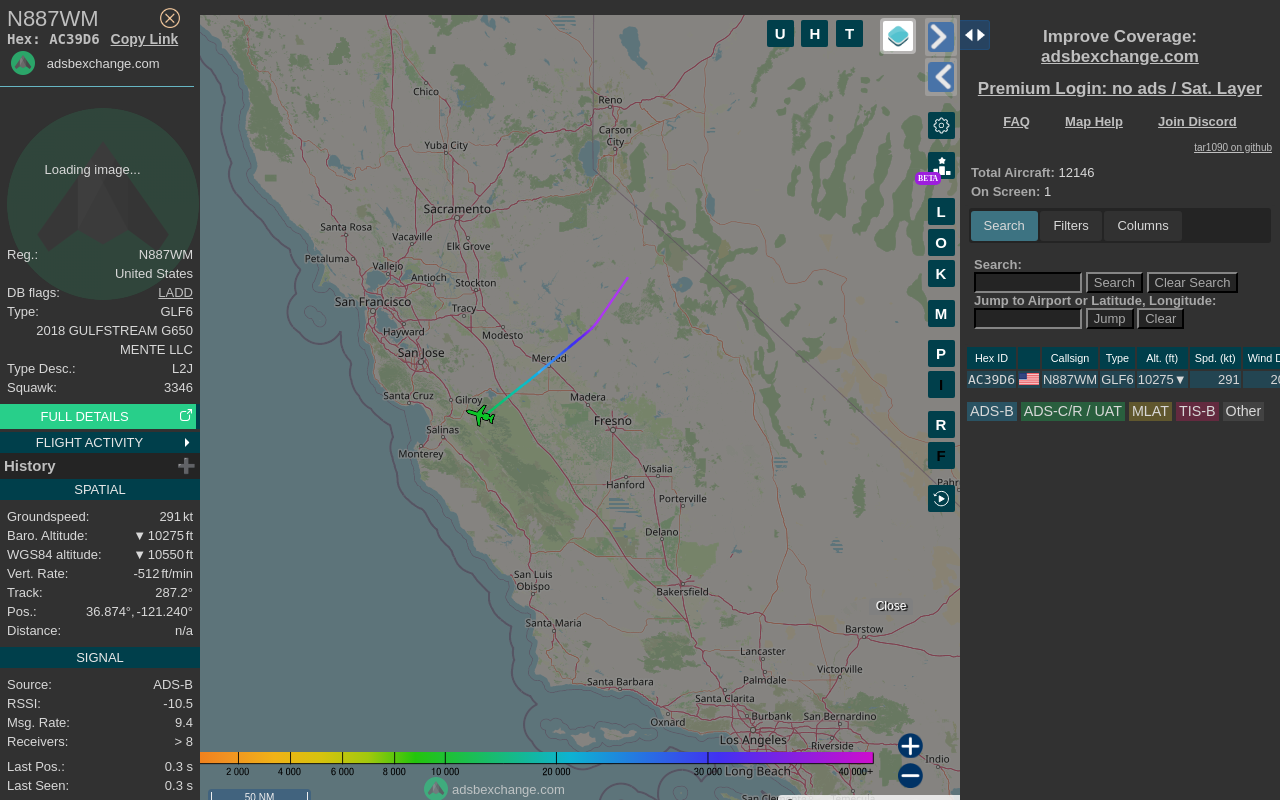 N887WM
Hex: AC39D6 Copy Link
adsbexchange.com
Loading image...
Reg.: N887WM
United States
DB flags: LADD
Type: GLF6
2018 GULFSTREAM G650
MENTE LLC
Type Desc.: L2J
Squawk: 3346
FULL DETAILS
FLIGHT ACTIVITY
History
SPATIAL
Groundspeed: 291 kt
Baro. Altitude: ▼ 10275 ft
WGS84 altitude: ▼ 10550 ft
Vert. Rate: -512 ft/min
Track: 287.2°
Pos.: 36.874°, -121.240°
Distance: n/a
SIGNAL
Source: ADS-B
RSSI: -10.5
Msg. Rate: 9.4
Receivers: > 8
Last Pos.: 0.3 s
Last Seen: 0.3 s
U H T
Chico
Reno
Carson
City
Yuba City
Sacramento
Santa Rosa
Vacaville
Elk Grove
Petaluma
Vallejo
Antioch
Stockton
San Francisco
Tracy
Hayward
Modesto
San Jose
Merced
Santa Cruz
Gilroy
Madera
Fresno
Salinas
Monterey
Visalia
Hanford
Porterville
Pahr
Delano
San Luis
Obispo
Bakersfield
Close
Santa Maria
Barstow
Lancaster
Victorville
Palmdale
Santa Barbara
Santa Clarita
Oxnard
Burbank
San Bernardino
Los Angeles
Riverside
Indio
Long Beach
2 000 4 000 6 000 8 000 10 000 20 000 30 000 40 000+
adsbexchange.com
50 NM
BETA
L
O
K
M
P
I
R
F
Improve Coverage:
adsbexchange.com
Premium Login: no ads / Sat. Layer
FAQ Map Help Join Discord
tar1090 on github
Total Aircraft: 12146
On Screen: 1
Search Filters Columns
Search:
Search Clear Search
Jump to Airport or Latitude, Longitude:
Jump Clear
Hex ID Callsign Type Alt. (ft) Spd. (kt) Wind D
AC39D6 N887WM GLF6 10275▼ 291 20
ADS-B ADS-C/R / UAT MLAT TIS-B Other